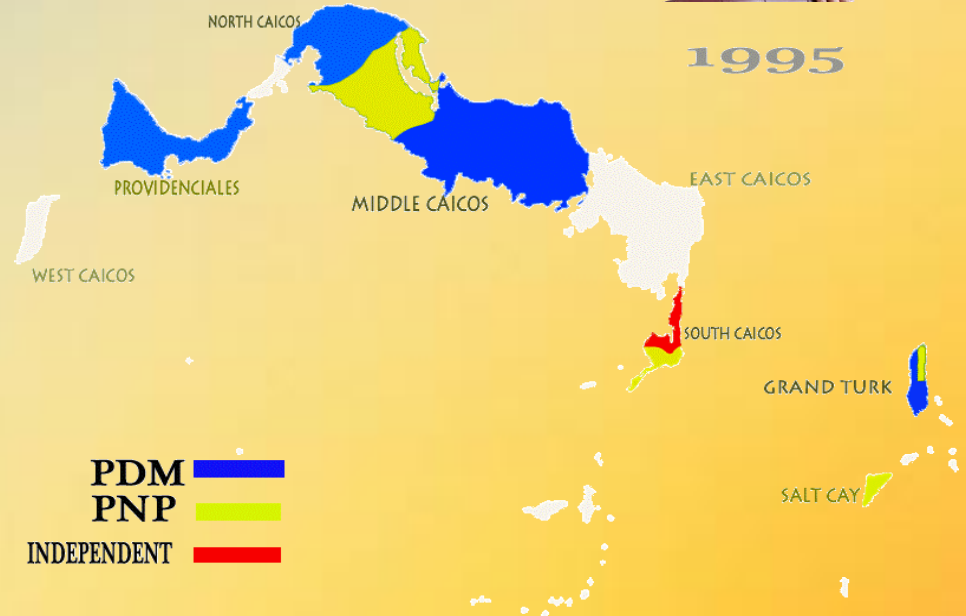 NORTH CAICOS
1995
PROVIDENCIALES
EAST CAICOS
MIDDLE CAICOS
WEST CAICOS
SOUTH CAICOS
GRAND TURK
SALT CAY
PDM
PNP
INDEPENDENT